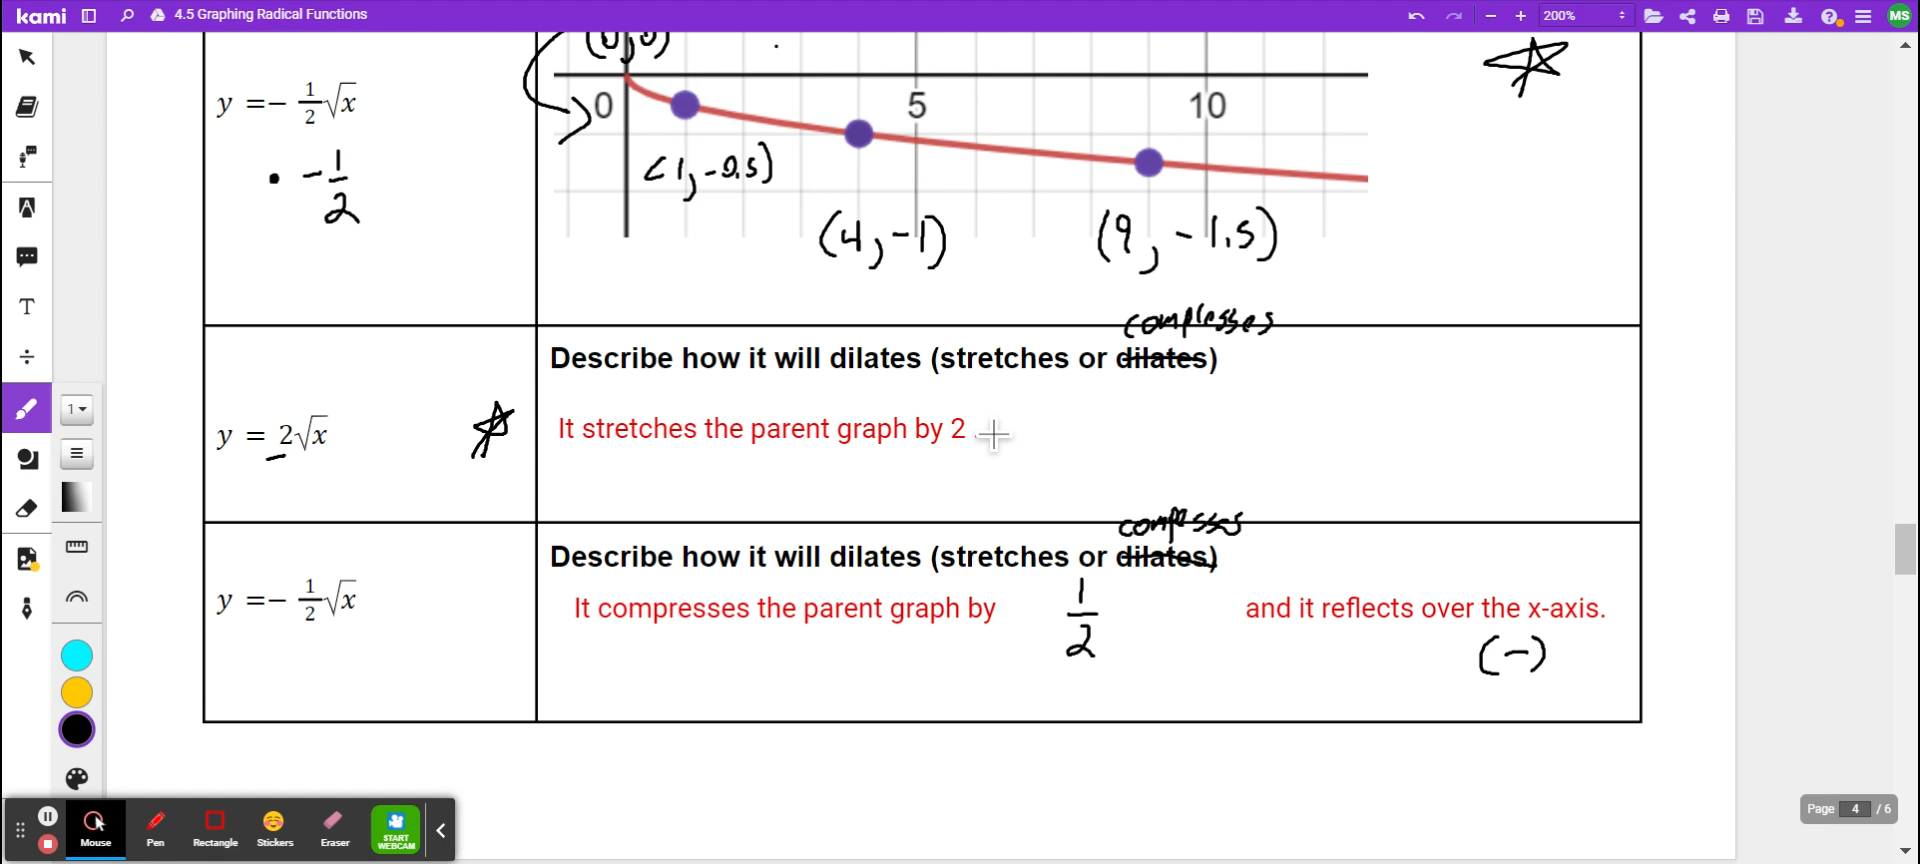 kami 4.5 Graphing Radical Functions 200% MS
(0,0)
y =− 1/2 √x
0 5 10
• −1/2
(1, -0.5)
(4, -1)
(9, -1.5)
compresses
Describe how it will dilates (stretches or dilates)
y = 2√x
It stretches the parent graph by 2 .
compresses
Describe how it will dilates (stretches or dilates)
y =− 1/2 √x
It compresses the parent graph by 1/2 and it reflects over the x-axis.
(-)
1
T
Page 4 / 6
Mouse Pen Rectangle Stickers Eraser START WEBCAM